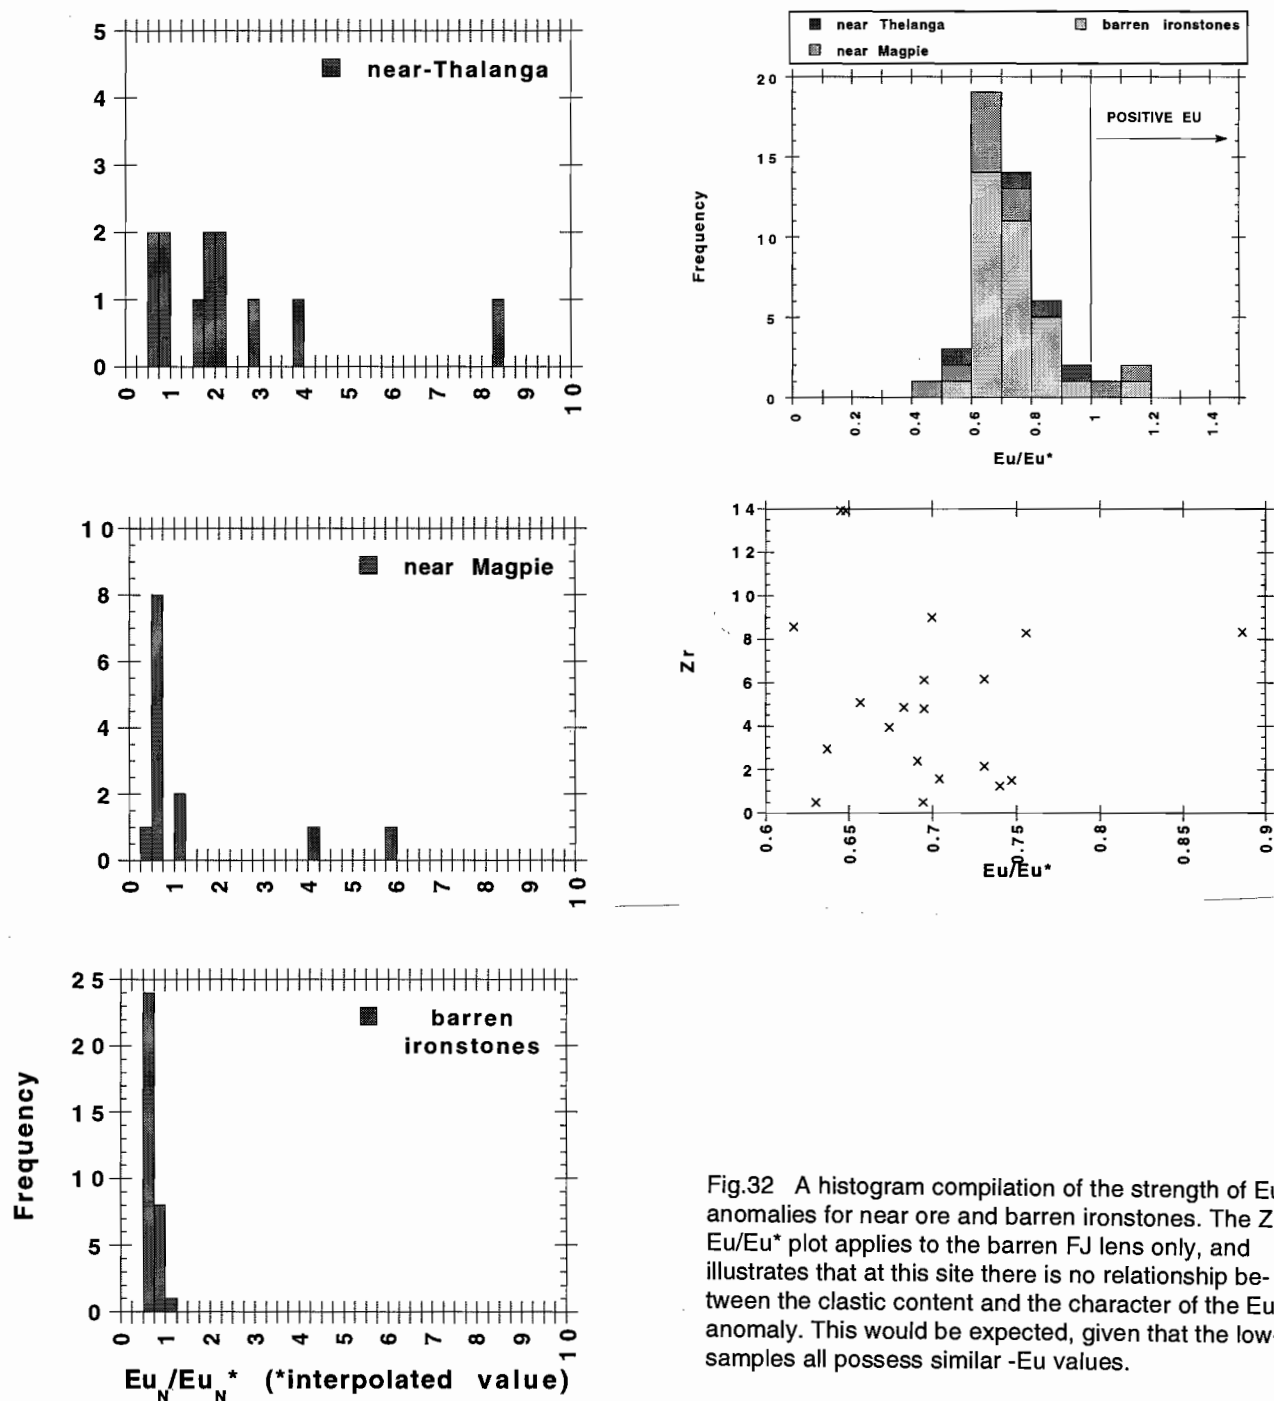 near-Thalanga
5
4
3
2
1
0
0 1 2 3 4 5 6 7 8 9 10
near Magpie
10
8
6
4
2
0
0 1 2 3 4 5 6 7 8 9 10
barren
ironstones
Frequency
25
20
15
10
5
0
0 1 2 3 4 5 6 7 8 9 10
EuN/EuN* (*interpolated value)
near Thelanga barren ironstones
near Magpie
POSITIVE EU
Frequency
20
15
10
5
0
0 0.2 0.4 0.6 0.8 1 1.2 1.4
Eu/Eu*
Zr
14
12
10
8
6
4
2
0
0.6 0.65 0.7 0.75 0.8 0.85 0.9
Eu/Eu*
Fig.32 A histogram compilation of the strength of Eu
anomalies for near ore and barren ironstones. The Z
Eu/Eu* plot applies to the barren FJ lens only, and
illustrates that at this site there is no relationship be-
tween the clastic content and the character of the Eu
anomaly. This would be expected, given that the low-
samples all possess similar -Eu values.